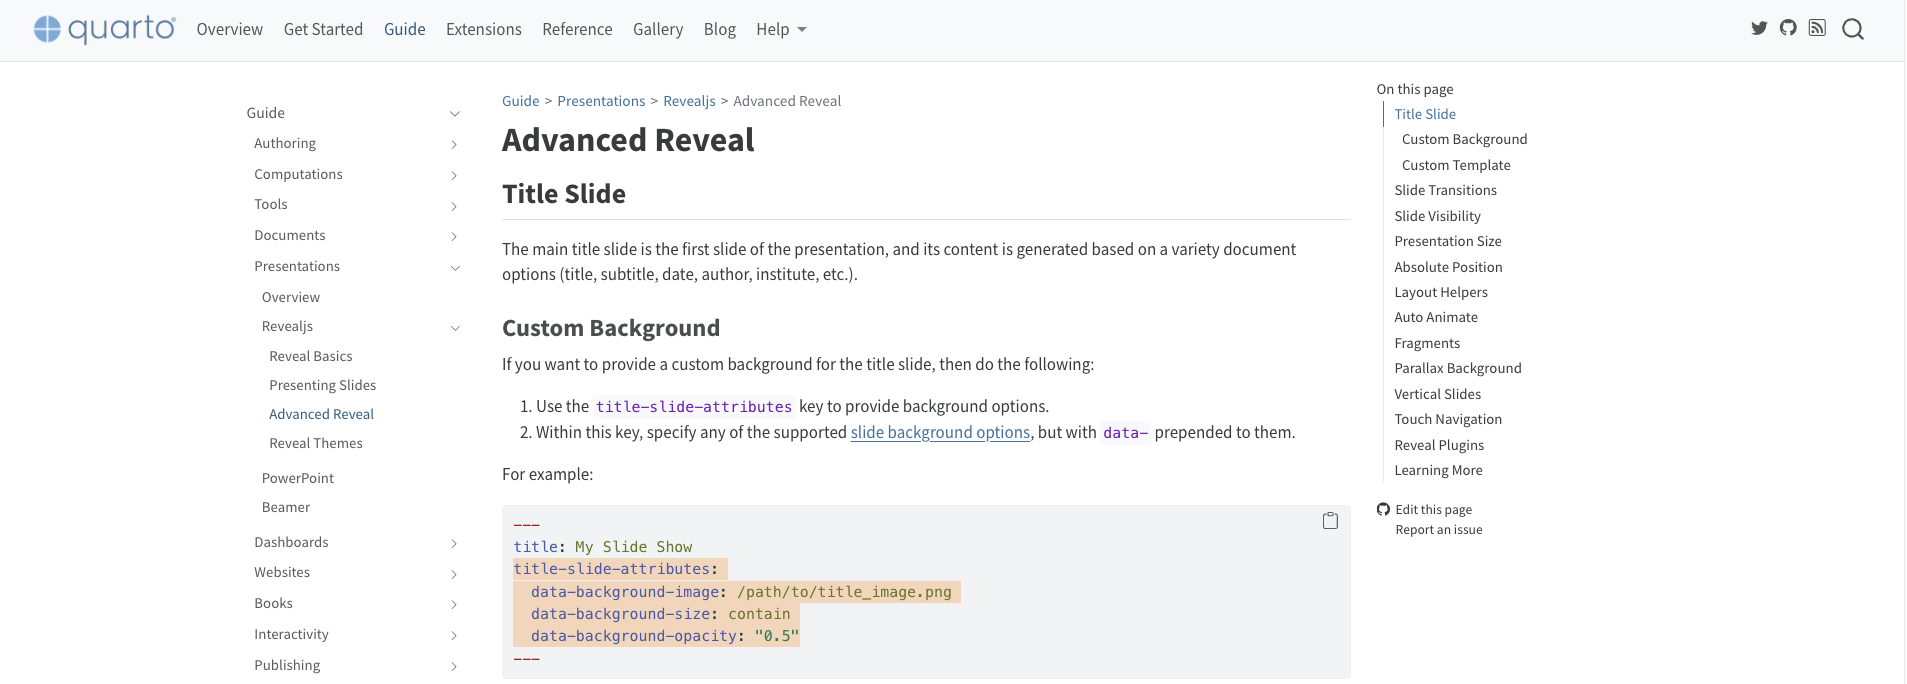 quarto
Overview Get Started Guide Extensions Reference Gallery Blog Help
Guide
Authoring
Computations
Tools
Documents
Presentations
Overview
Revealjs
Reveal Basics
Presenting Slides
Advanced Reveal
Reveal Themes
PowerPoint
Beamer
Dashboards
Websites
Books
Interactivity
Publishing
Guide > Presentations > Revealjs > Advanced Reveal
Advanced Reveal
Title Slide
The main title slide is the first slide of the presentation, and its content is generated based on a variety document
options (title, subtitle, date, author, institute, etc.).
Custom Background
If you want to provide a custom background for the title slide, then do the following:
1. Use the title-slide-attributes key to provide background options.
2. Within this key, specify any of the supported slide background options, but with data- prepended to them.
For example:
---
title: My Slide Show
title-slide-attributes:
  data-background-image: /path/to/title_image.png
  data-background-size: contain
  data-background-opacity: "0.5"
---
On this page
Title Slide
Custom Background
Custom Template
Slide Transitions
Slide Visibility
Presentation Size
Absolute Position
Layout Helpers
Auto Animate
Fragments
Parallax Background
Vertical Slides
Touch Navigation
Reveal Plugins
Learning More
Edit this page
Report an issue